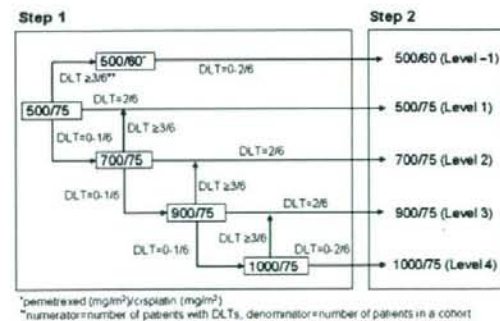 Step 1
Step 2
500/60*
DLT=0-2/6
500/60 (Level -1)
DLT ≥3/6**
500/75
DLT=2/6
500/75 (Level 1)
DLT=0-1/6
DLT ≥3/6
700/75
DLT=2/6
700/75 (Level 2)
DLT=0-1/6
DLT ≥3/6
900/75
DLT=2/6
900/75 (Level 3)
DLT=0-1/6
DLT ≥3/6
DLT=0-2/6
1000/75
1000/75 (Level 4)
*pemetrexed (mg/m²)/cisplatin (mg/m²)
**numerator=number of patients with DLTs, denominator=number of patients in a cohort